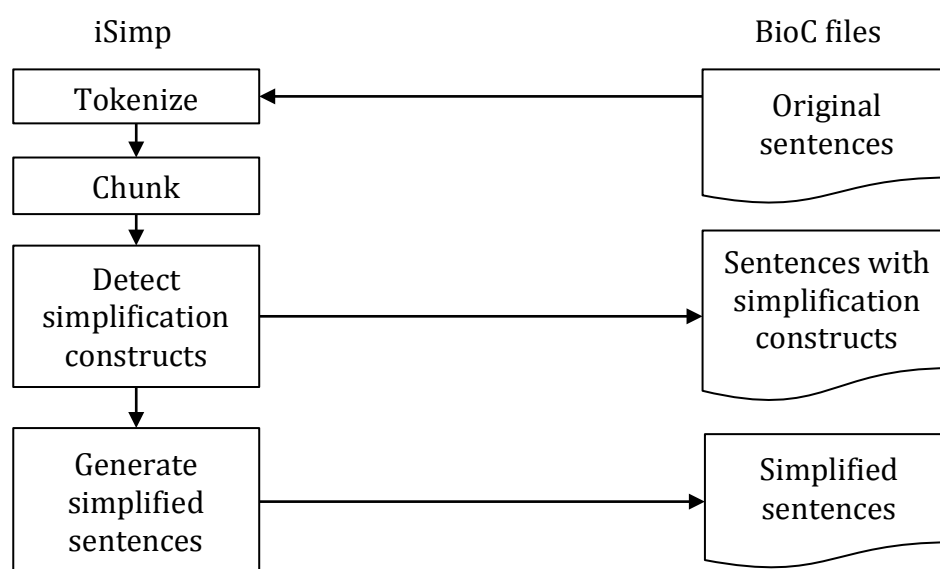 iSimp
BioC files
Tokenize
Original
sentences
Chunk
Detect
simplification
constructs
Sentences with
simplification
constructs
Generate
simplified
sentences
Simplified
sentences